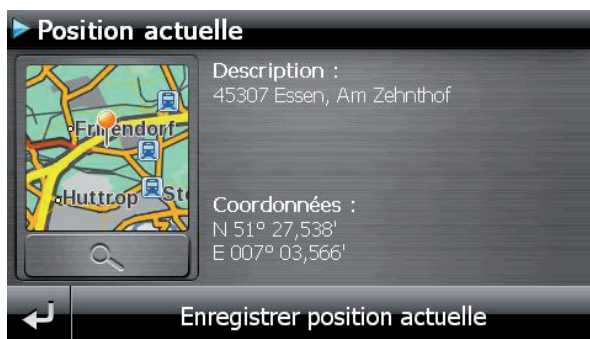 Position actuelle
Description :
45307 Essen, Am Zehnthof
Huttrop
Coordonnées :
N 51° 27,538'
E 007° 03,566'
Enregistrer position actuelle